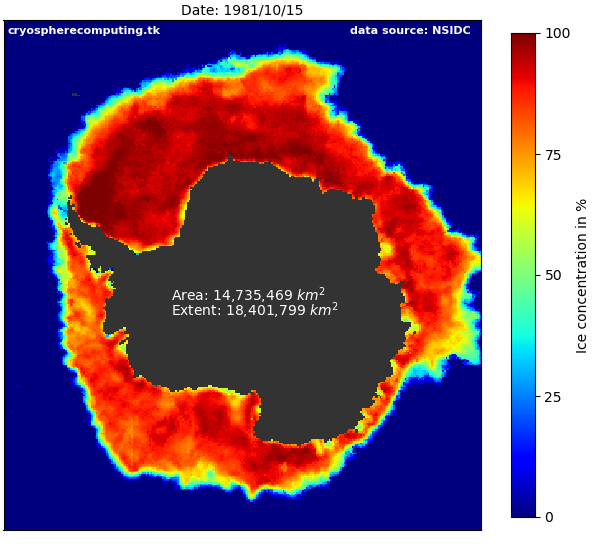 Date: 1981/10/15
cryospherecomputing.tk
data source: NSIDC
100
75
50
25
0
Ice concentration in %
Area: 14,735,469 km²
Extent: 18,401,799 km²